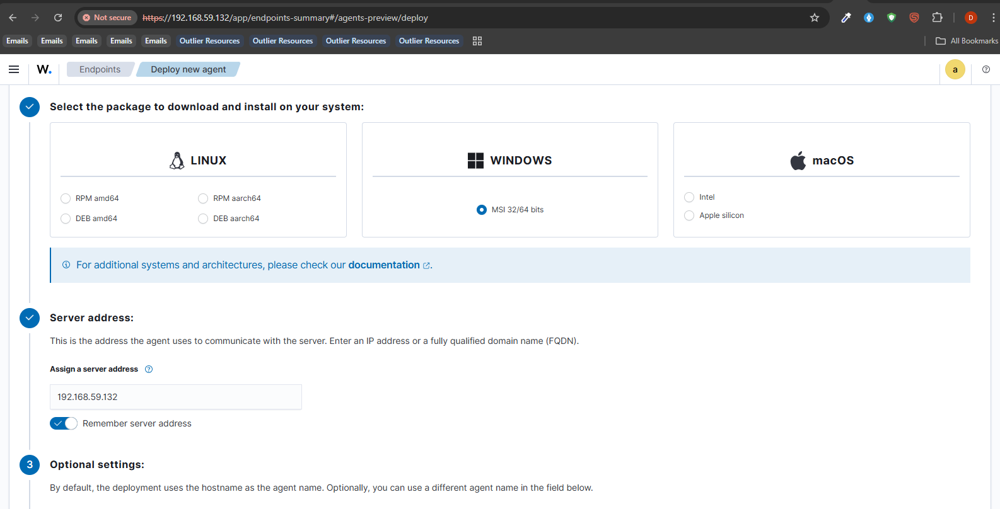 Not secure https://192.168.59.132/app/endpoints-summary#/agents-preview/deploy D
Emails Emails Emails Emails Emails Outlier Resources Outlier Resources Outlier Resources Outlier Resources All Bookmarks
W. Endpoints Deploy new agent a
Select the package to download and install on your system:
LINUX WINDOWS macOS
RPM amd64 RPM aarch64 MSI 32/64 bits Intel
DEB amd64 DEB aarch64 Apple silicon
For additional systems and architectures, please check our documentation.
Server address:
This is the address the agent uses to communicate with the server. Enter an IP address or a fully qualified domain name (FQDN).
Assign a server address
192.168.59.132
Remember server address
3 Optional settings:
By default, the deployment uses the hostname as the agent name. Optionally, you can use a different agent name in the field below.